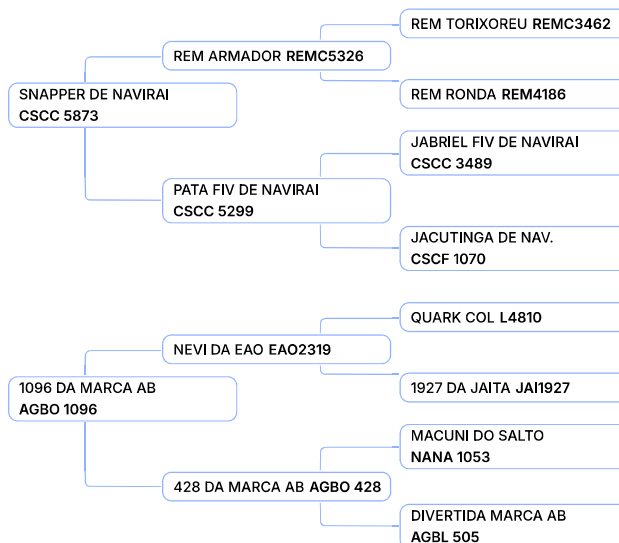 REM TORIXOREU REMC3462
REM ARMADOR REMC5326
REM RONDA REM4186
SNAPPER DE NAVIRAI
CSCC 5873
JABRIEL FIV DE NAVIRAI
CSCC 3489
PATA FIV DE NAVIRAI
CSCC 5299
JACUTINGA DE NAV.
CSCF 1070
QUARK COL L4810
NEVI DA EAO EAO2319
1927 DA JAITA JAI1927
1096 DA MARCA AB
AGBO 1096
MACUNI DO SALTO
NANA 1053
428 DA MARCA AB AGBO 428
DIVERTIDA MARCA AB
AGBL 505